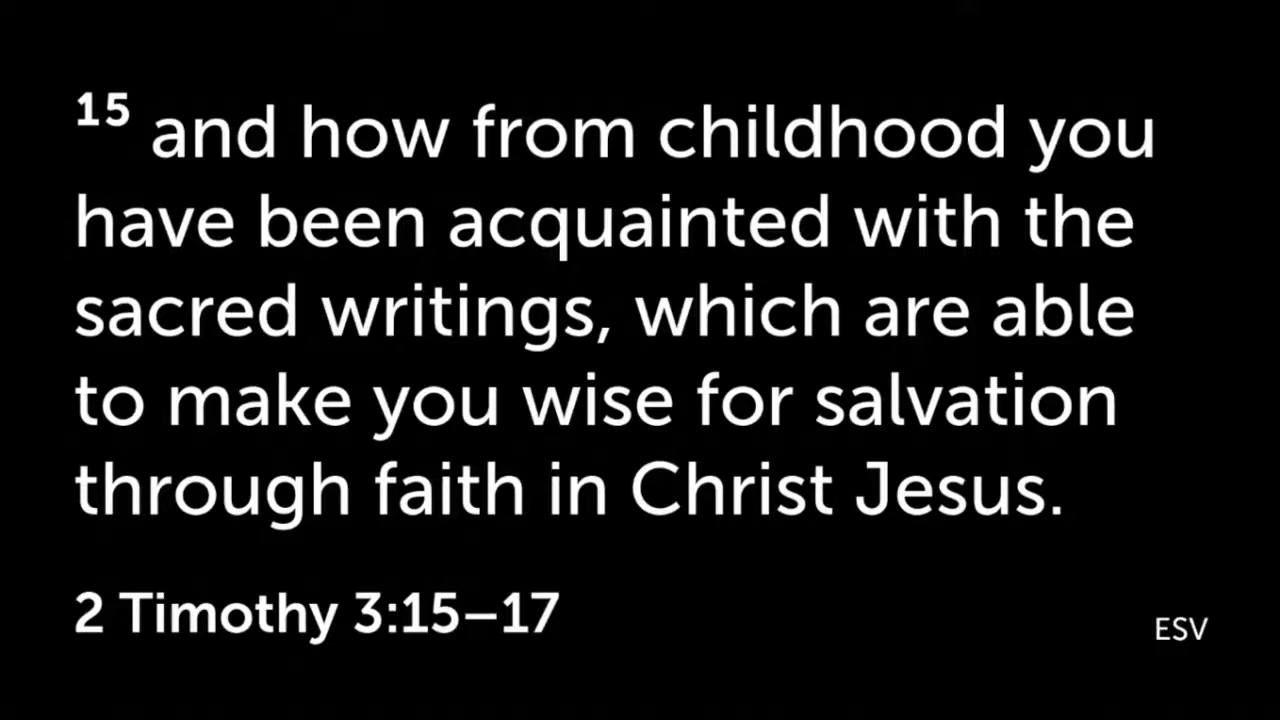 15 and how from childhood you
have been acquainted with the
sacred writings, which are able
to make you wise for salvation
through faith in Christ Jesus.
2 Timothy 3:15–17
ESV